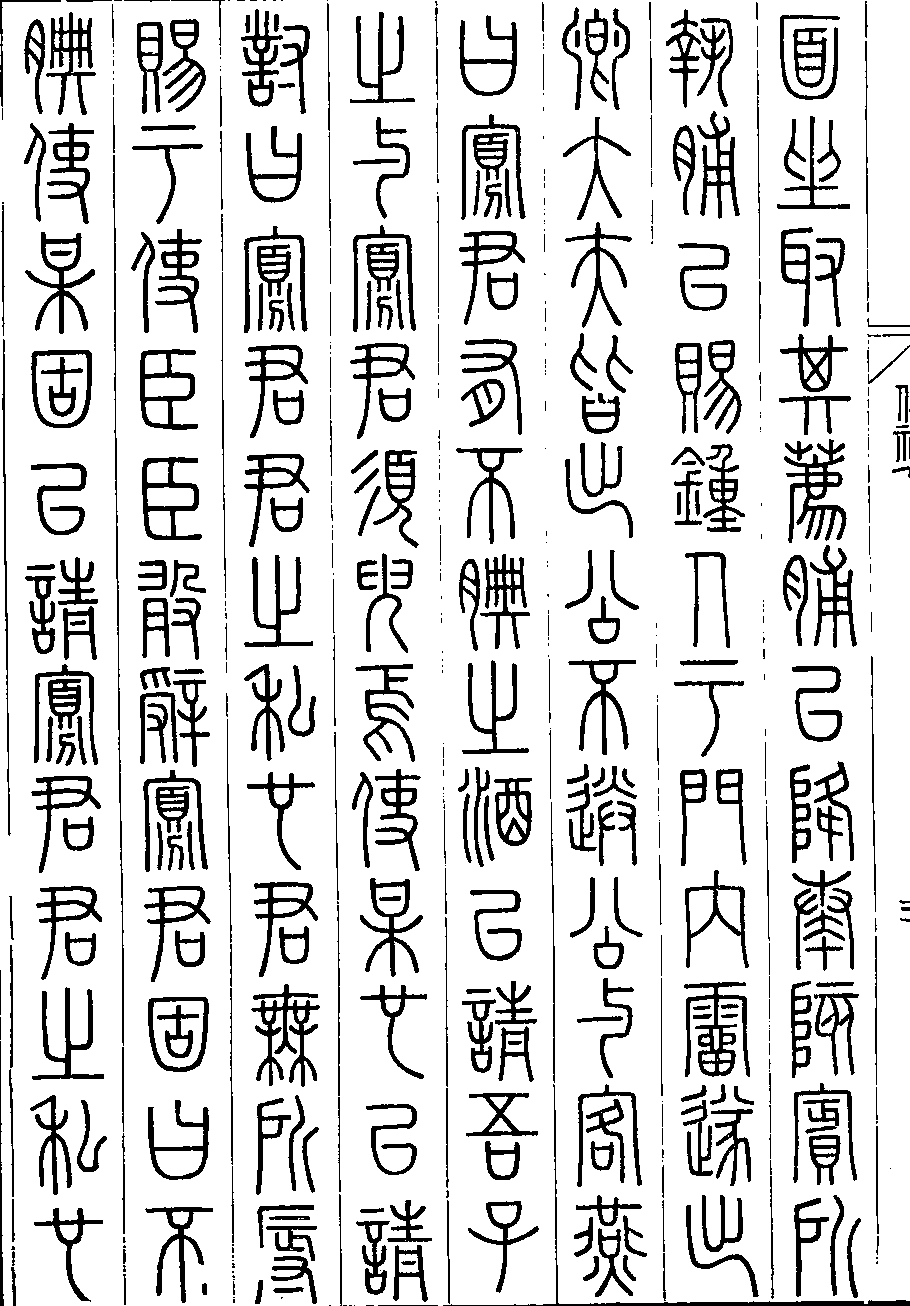 面坐取其薦脯以降奏陔賓所
執脯以賜鐘人于門內霤遂出
卿大夫皆出公不送公与客燕
曰寡君有不腆之酒以請吾子
之与寡君須臾焉使某也以請
對曰寡君君之私也君無所辱
賜于使臣臣敢辭寡君固曰不
腆使某固以請寡君君之私也